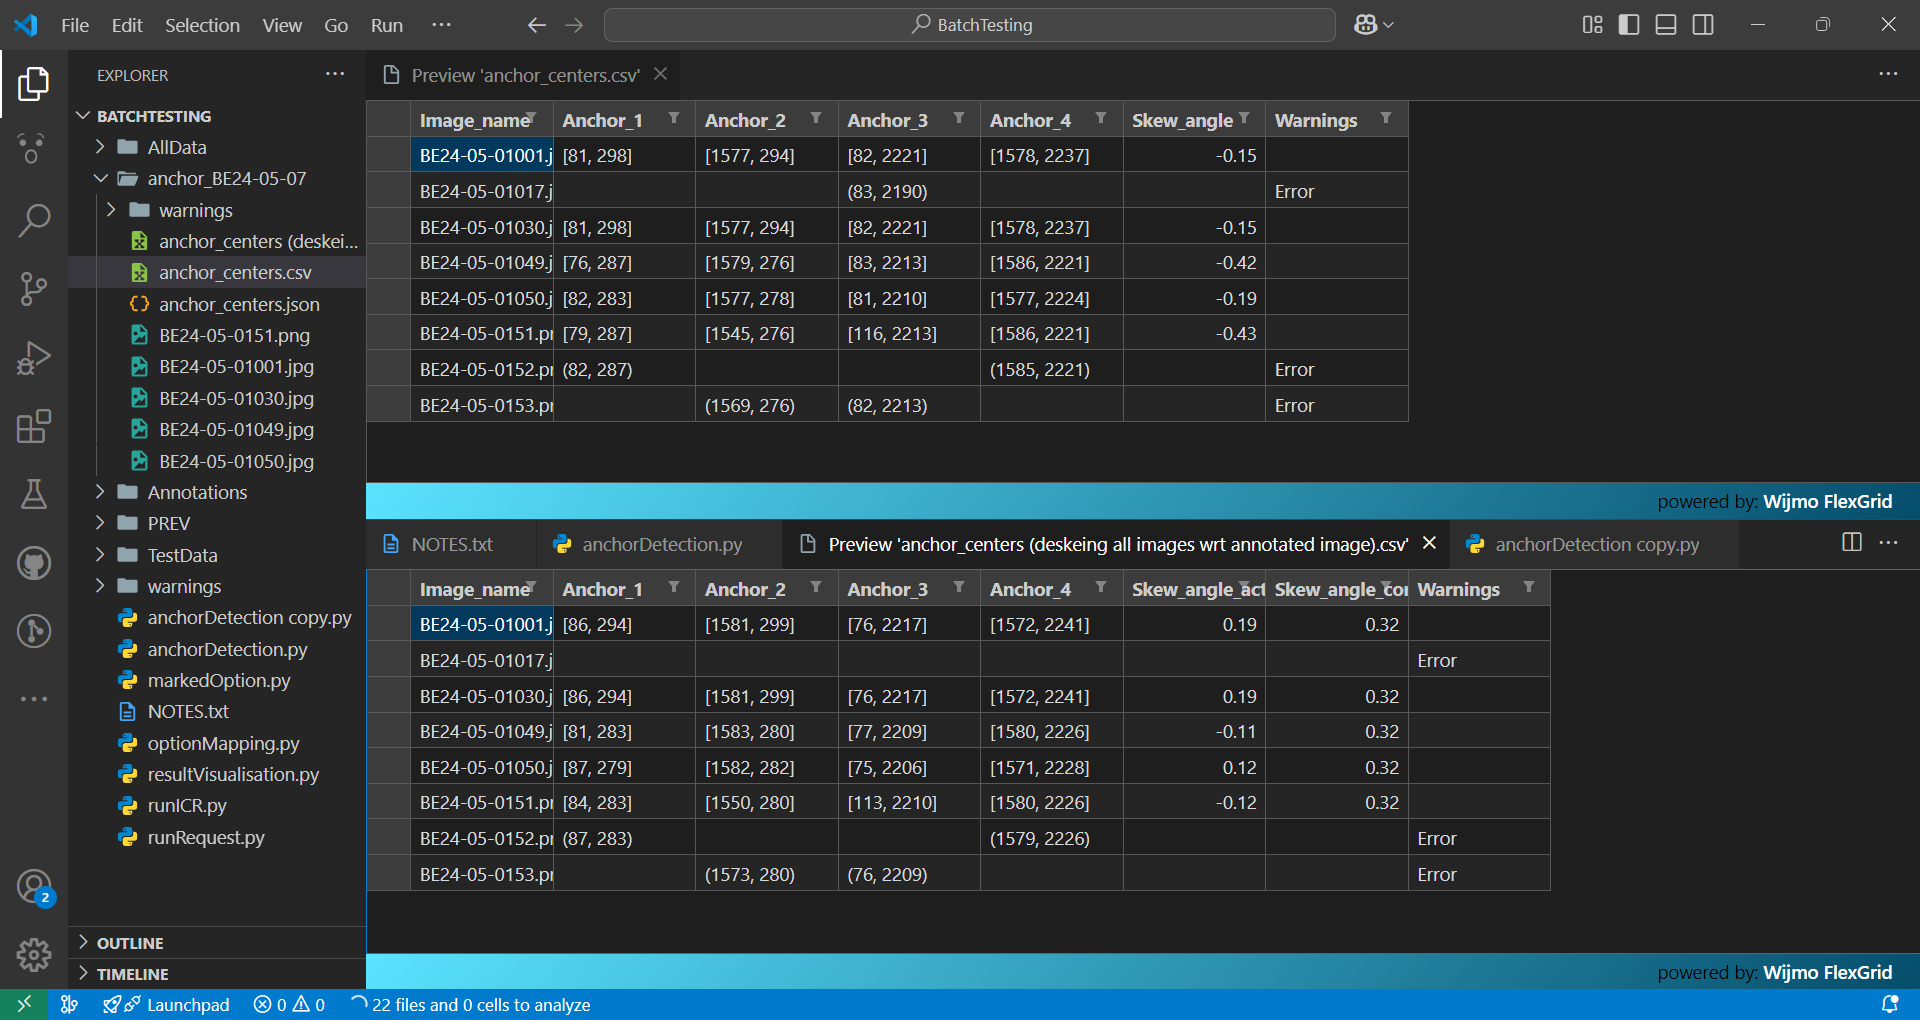 File Edit Selection View Go Run ··· BatchTesting
EXPLORER ···
BATCHTESTING
AllData
anchor_BE24-05-07
warnings
anchor_centers (deskei...
anchor_centers.csv
anchor_centers.json
BE24-05-0151.png
BE24-05-01001.jpg
BE24-05-01030.jpg
BE24-05-01049.jpg
BE24-05-01050.jpg
Annotations
PREV
TestData
warnings
anchorDetection copy.py
anchorDetection.py
markedOption.py
NOTES.txt
optionMapping.py
resultVisualisation.py
runICR.py
runRequest.py
2
OUTLINE
TIMELINE
Preview 'anchor_centers.csv'
Image_name Anchor_1 Anchor_2 Anchor_3 Anchor_4 Skew_angle Warnings
BE24-05-01001.j [81, 298] [1577, 294] [82, 2221] [1578, 2237] -0.15
BE24-05-01017.j (83, 2190) Error
BE24-05-01030.j [81, 298] [1577, 294] [82, 2221] [1578, 2237] -0.15
BE24-05-01049.j [76, 287] [1579, 276] [83, 2213] [1586, 2221] -0.42
BE24-05-01050.j [82, 283] [1577, 278] [81, 2210] [1577, 2224] -0.19
BE24-05-0151.pr [79, 287] [1545, 276] [116, 2213] [1586, 2221] -0.43
BE24-05-0152.pr (82, 287) (1585, 2221) Error
BE24-05-0153.pr (1569, 276) (82, 2213) Error
powered by: Wijmo FlexGrid
NOTES.txt anchorDetection.py Preview 'anchor_centers (deskeing all images wrt annotated image).csv' anchorDetection copy.py
Image_name Anchor_1 Anchor_2 Anchor_3 Anchor_4 Skew_angle_act Skew_angle_cor Warnings
BE24-05-01001.j [86, 294] [1581, 299] [76, 2217] [1572, 2241] 0.19 0.32
BE24-05-01017.j Error
BE24-05-01030.j [86, 294] [1581, 299] [76, 2217] [1572, 2241] 0.19 0.32
BE24-05-01049.j [81, 283] [1583, 280] [77, 2209] [1580, 2226] -0.11 0.32
BE24-05-01050.j [87, 279] [1582, 282] [75, 2206] [1571, 2228] 0.12 0.32
BE24-05-0151.pr [84, 283] [1550, 280] [113, 2210] [1580, 2226] -0.12 0.32
BE24-05-0152.pr (87, 283) (1579, 2226) Error
BE24-05-0153.pr (1573, 280) (76, 2209) Error
powered by: Wijmo FlexGrid
Launchpad 0 0 22 files and 0 cells to analyze